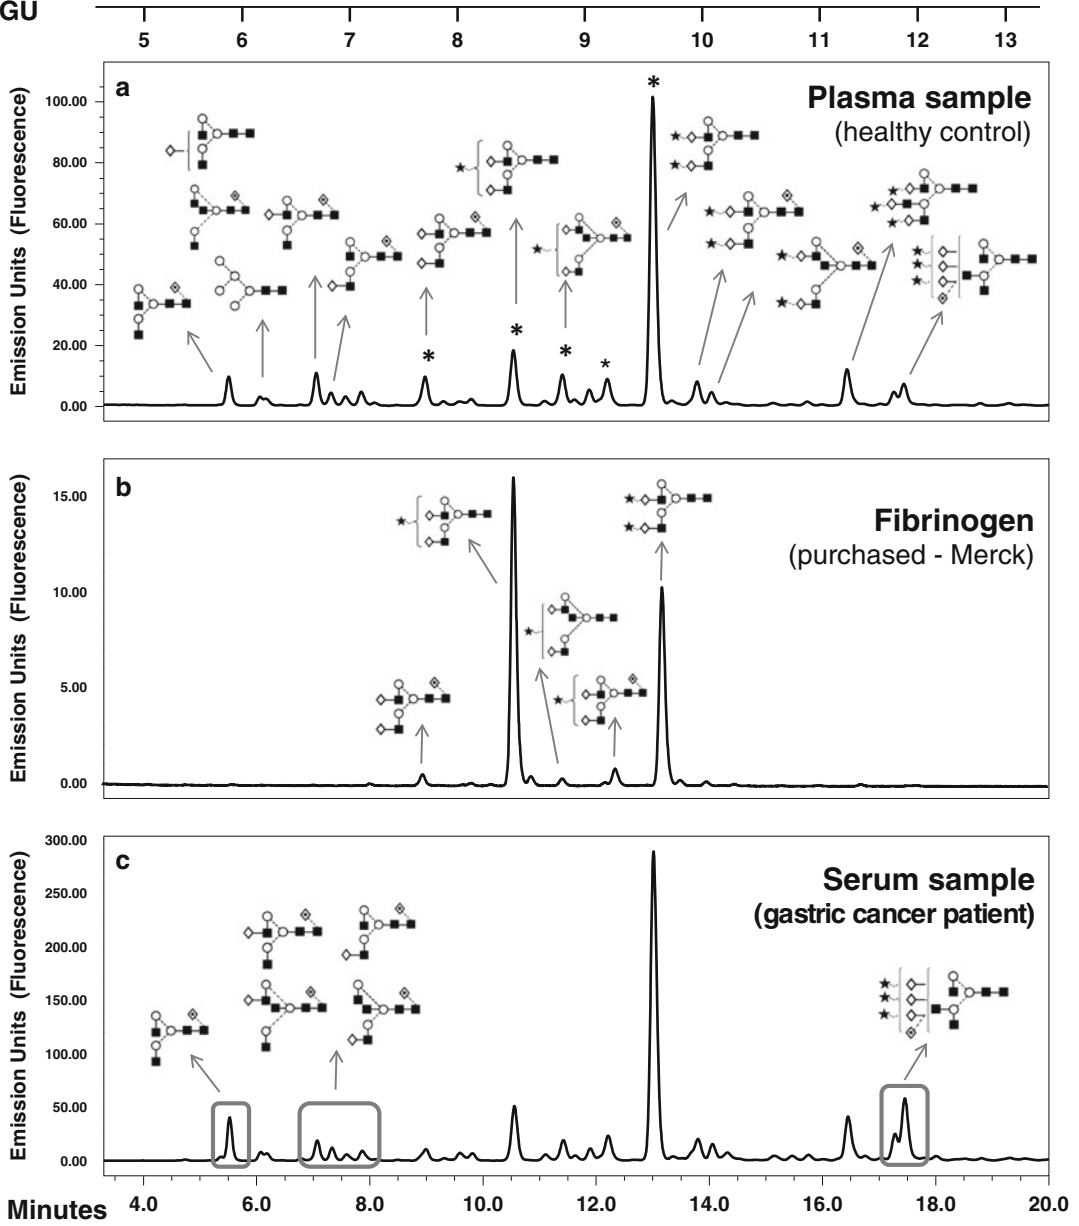 GU
5 6 7 8 9 10 11 12 13
a
Plasma sample
(healthy control)
Emission Units (Fluorescence)
100.00
80.00
60.00
40.00
20.00
0.00
*
*
*
*
*
b
Fibrinogen
(purchased - Merck)
Emission Units (Fluorescence)
15.00
10.00
5.00
0.00
c
Serum sample
(gastric cancer patient)
Emission Units (Fluorescence)
300.00
250.00
200.00
150.00
100.00
50.00
0.00
Minutes 4.0 6.0 8.0 10.0 12.0 14.0 16.0 18.0 20.0